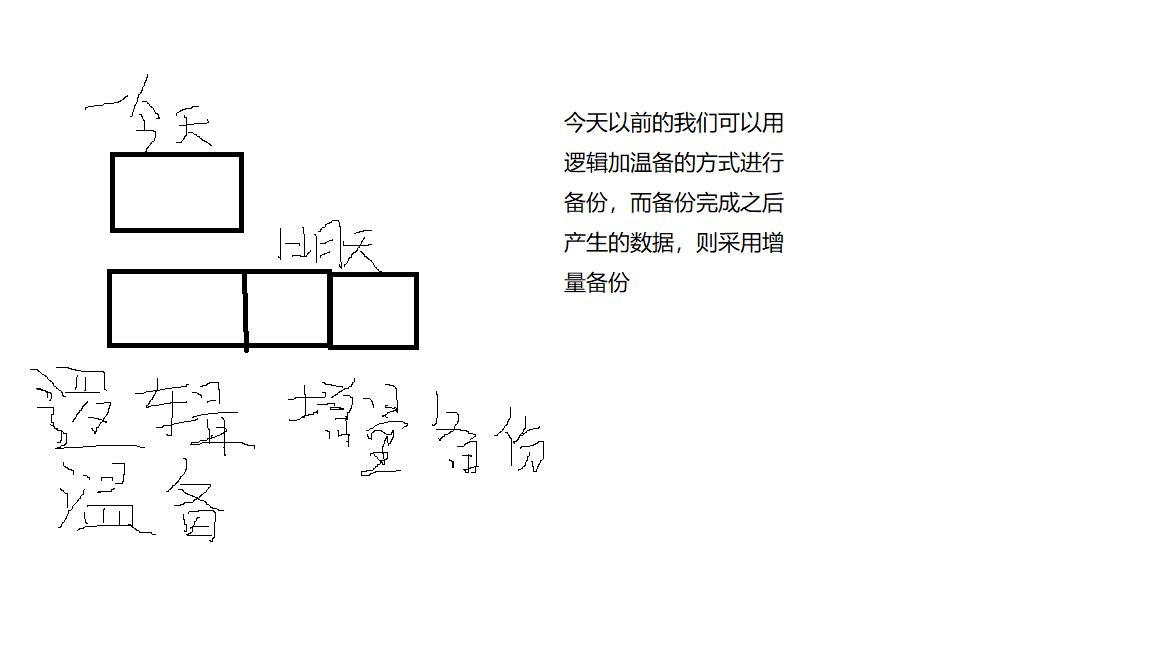 今天
明天
逻辑 增量备份
温备
今天以前的我们可以用
逻辑加温备的方式进行
备份，而备份完成之后
产生的数据，则采用增
量备份